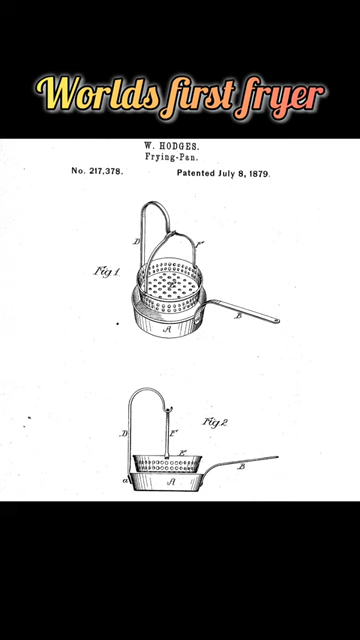 Worlds first fryer
W. HODGES.
Frying-Pan.
No. 217,378. Patented July 8, 1879.
D
F
Fig 1
E
B
A
Fig 2
D
F
E
B
a
A